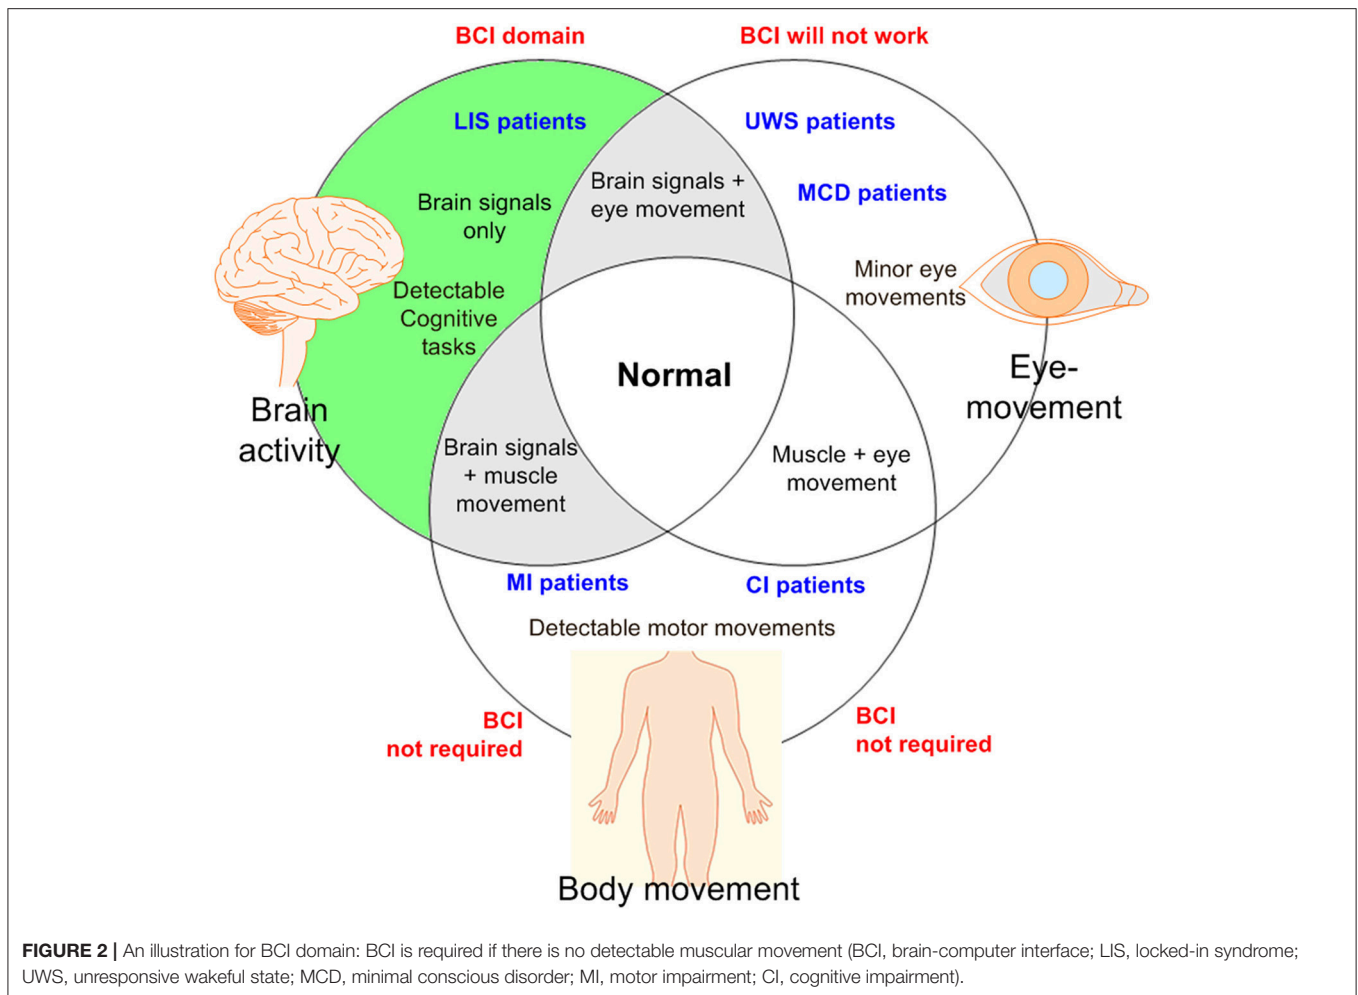 BCI domain
BCI will not work
LIS patients
UWS patients
Brain signals +
eye movement
MCD patients
Brain signals
only
Minor eye
movements
Detectable
Cognitive
tasks
Normal
Eye-
movement
Brain
activity
Brain signals
+ muscle
movement
Muscle + eye
movement
MI patients
CI patients
Detectable motor movements
BCI
not required
BCI
not required
Body movement
FIGURE 2 | An illustration for BCI domain: BCI is required if there is no detectable muscular movement (BCI, brain-computer interface; LIS, locked-in syndrome;
UWS, unresponsive wakeful state; MCD, minimal conscious disorder; MI, motor impairment; CI, cognitive impairment).